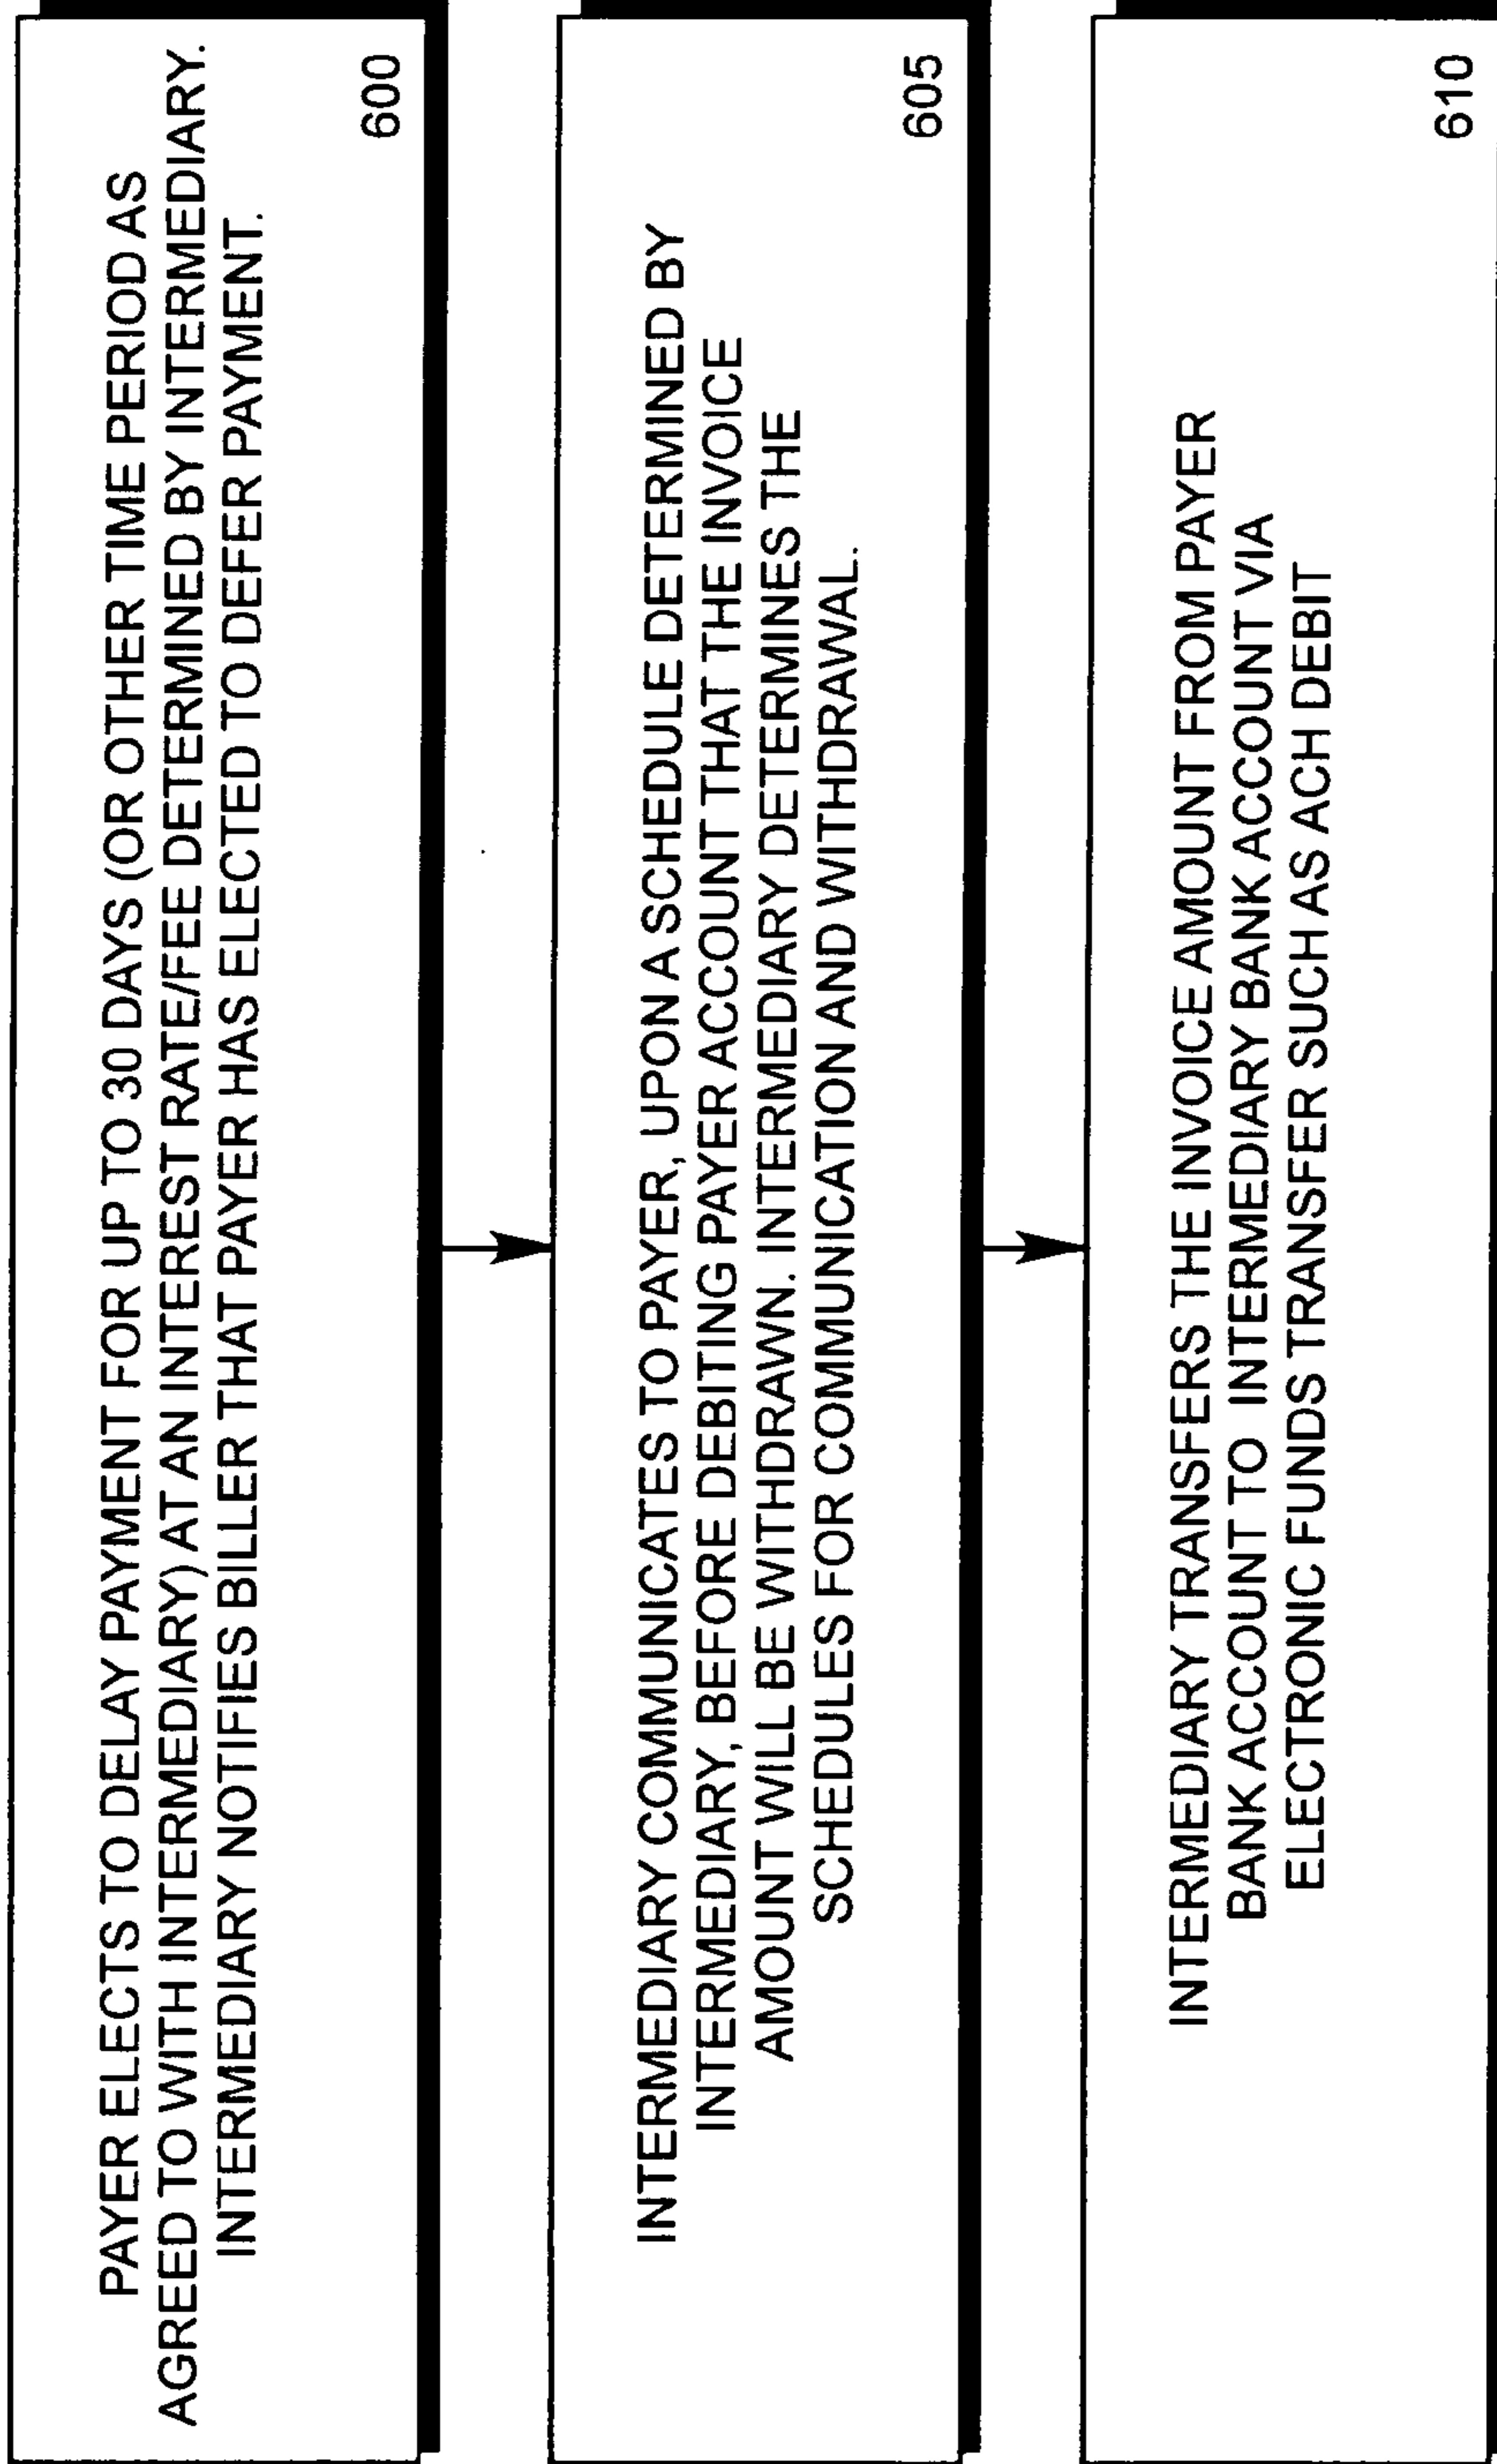 PAYER ELECTS TO DELAY PAYMENT FOR UP TO 30 DAYS (OR OTHER TIME PERIOD AS
AGREED TO WITH INTERMEDIARY) AT AN INTEREST RATE/FEE DETERMINED BY INTERMEDIARY.
INTERMEDIARY NOTIFIES BILLER THAT PAYER HAS ELECTED TO DEFER PAYMENT.
600
INTERMEDIARY COMMUNICATES TO PAYER, UPON A SCHEDULE DETERMINED BY
INTERMEDIARY, BEFORE DEBITING PAYER ACCOUNT THAT THE INVOICE
AMOUNT WILL BE WITHDRAWN. INTERMEDIARY DETERMINES THE
SCHEDULES FOR COMMUNICATION AND WITHDRAWAL.
605
INTERMEDIARY TRANSFERS THE INVOICE AMOUNT FROM PAYER
BANK ACCOUNT TO INTERMEDIARY BANK ACCOUNT VIA
ELECTRONIC FUNDS TRANSFER SUCH AS ACH DEBIT
610